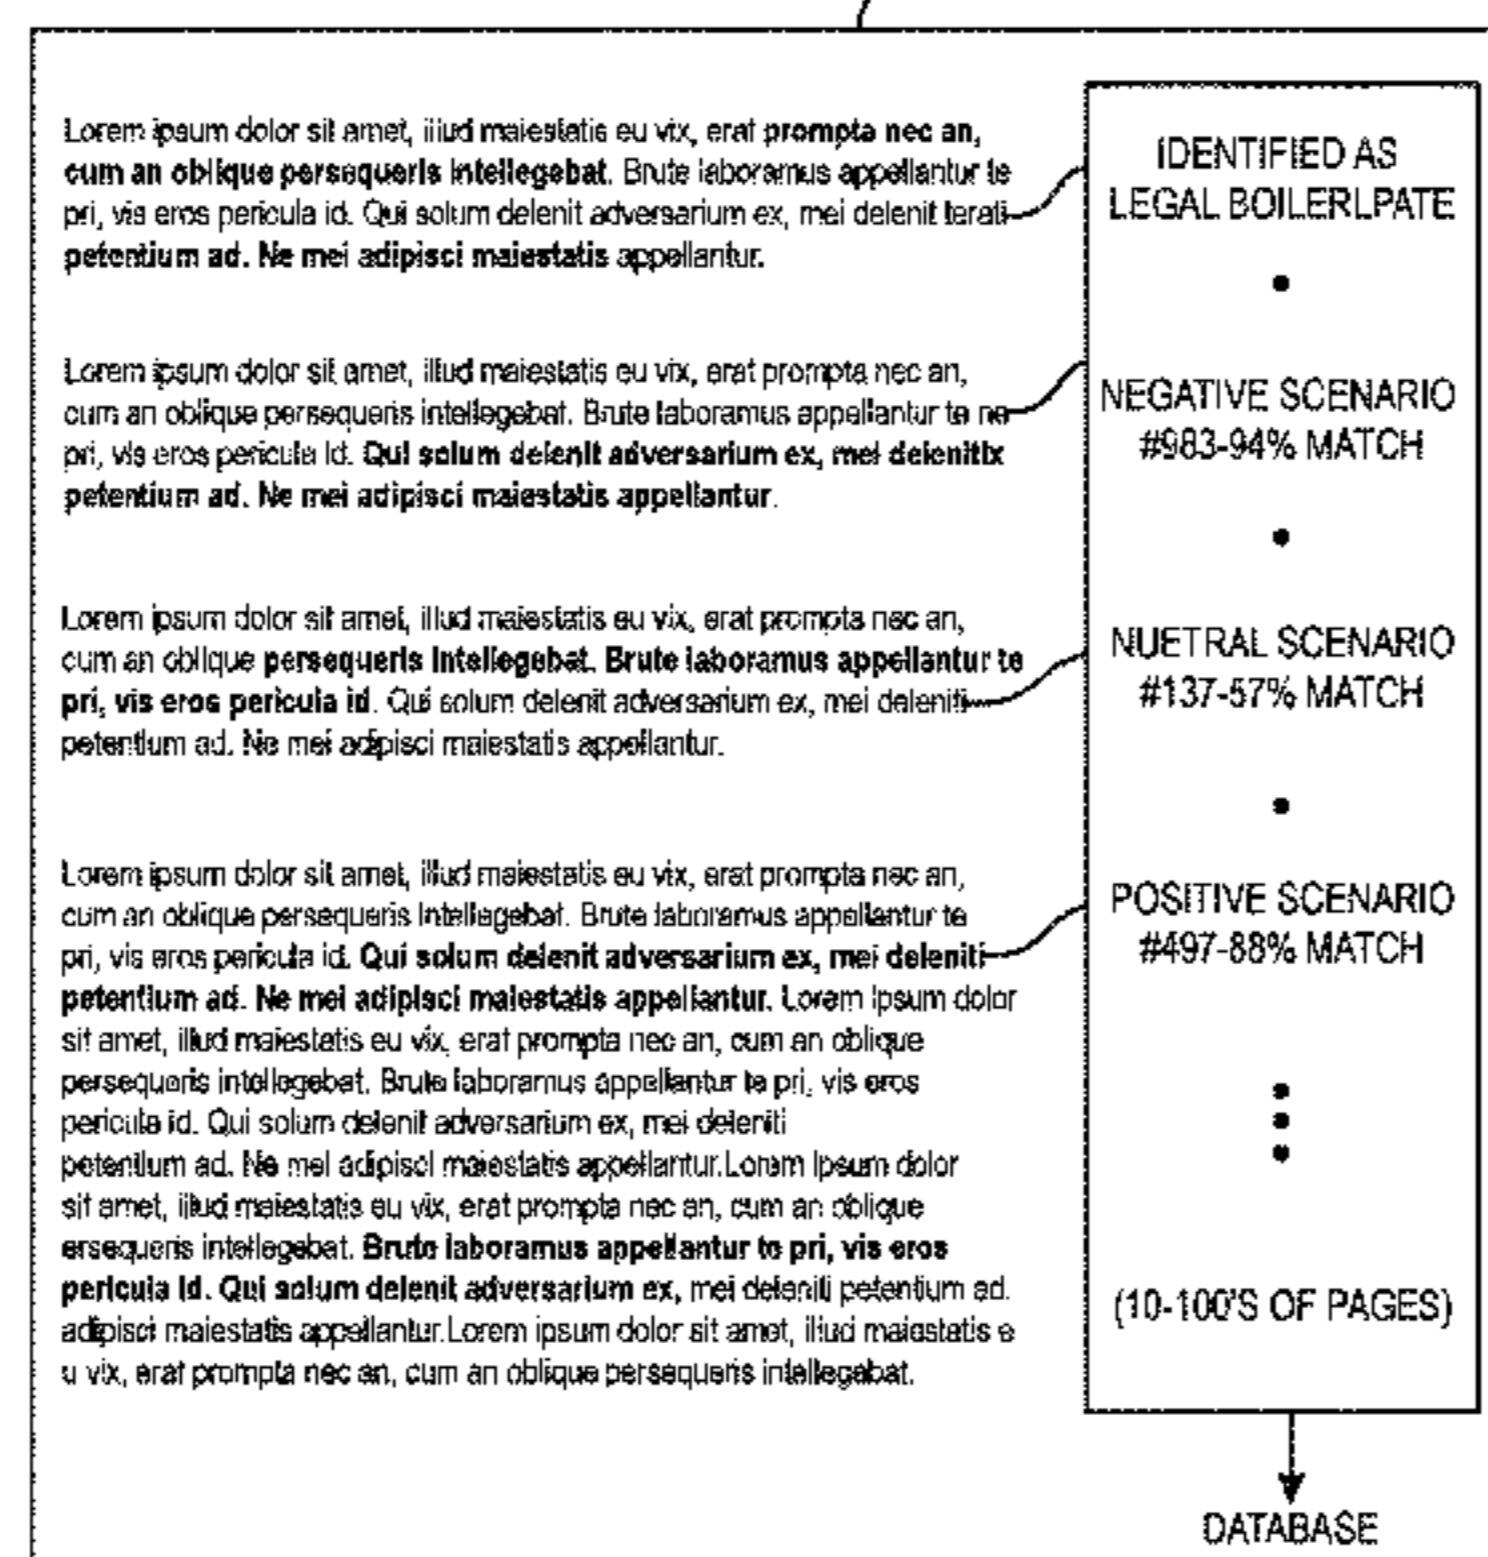 Lorem ipsum dolor sit amet, illud maiestatis eu vix, erat prompta nec an,
cum an oblique persequeris intellegebat. Brute laboramus appellantur te
pri, vis eros pericula id. Qui solum delenit adversarium ex, mei delenit terati
petentium ad. Ne mei adipisci maiestatis appellantur.
IDENTIFIED AS
LEGAL BOILERLPATE
Lorem ipsum dolor sit amet, illud maiestatis eu vix, erat prompta nec an,
cum an oblique persequeris intellegebat. Brute laboramus appellantur te ne
pri, vis eros pericula id. Qui solum delenit adversarium ex, mei delenitix
petentium ad. Ne mei adipisci maiestatis appellantur.
NEGATIVE SCENARIO
#983-94% MATCH
Lorem ipsum dolor sit amet, illud maiestatis eu vix, erat prompta nec an,
cum an oblique persequeris intellegebat. Brute laboramus appellantur te
pri, vis eros pericula id. Qui solum delenit adversarium ex, mei deleniti
petentium ad. Ne mei adipisci maiestatis appellantur.
NUETRAL SCENARIO
#137-57% MATCH
Lorem ipsum dolor sit amet, illud maiestatis eu vix, erat prompta nec an,
cum an oblique persequeris intellegebat. Brute laboramus appellantur te
pri, vis eros pericula id. Qui solum delenit adversarium ex, mei deleniti
petentium ad. Ne mei adipisci maiestatis appellantur. Lorem ipsum dolor
sit amet, illud maiestatis eu vix, erat prompta nec an, cum an oblique
persequeris intellegebat. Brute laboramus appellantur te pri, vis eros
pericula id. Qui solum delenit adversarium ex, mei deleniti
petentium ad. Ne mei adipisci maiestatis appellantur.Lorem ipsum dolor
sit amet, illud maiestatis eu vix, erat prompta nec an, cum an oblique
ersequeris intellegebat. Brute laboramus appellantur te pri, vis eros
pericula id. Qui solum delenit adversarium ex, mei deleniti petentium ad.
adipisci maiestatis appellantur.Lorem ipsum dolor sit amet, illud maiestatis e
u vix, erat prompta nec an, cum an oblique persequeris intellegebat.
POSITIVE SCENARIO
#497-88% MATCH
(10-100'S OF PAGES)
DATABASE